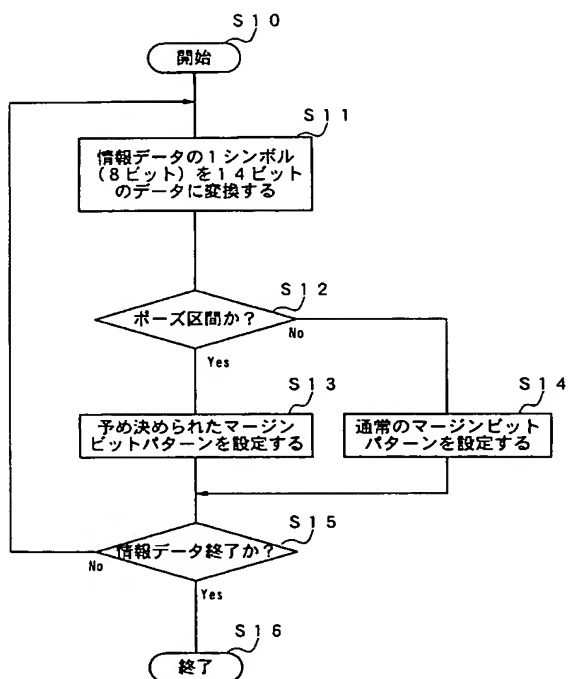 S10
開始
S11
情報データの1シンボル
（8ビット）を14ビット
のデータに変換する
S12
ポーズ区間か？
No
Yes
S13
予め決められたマージン
ビットパターンを設定する
S14
通常のマージンビット
パターンを設定する
S15
情報データ終了か？
No
Yes
S16
終了